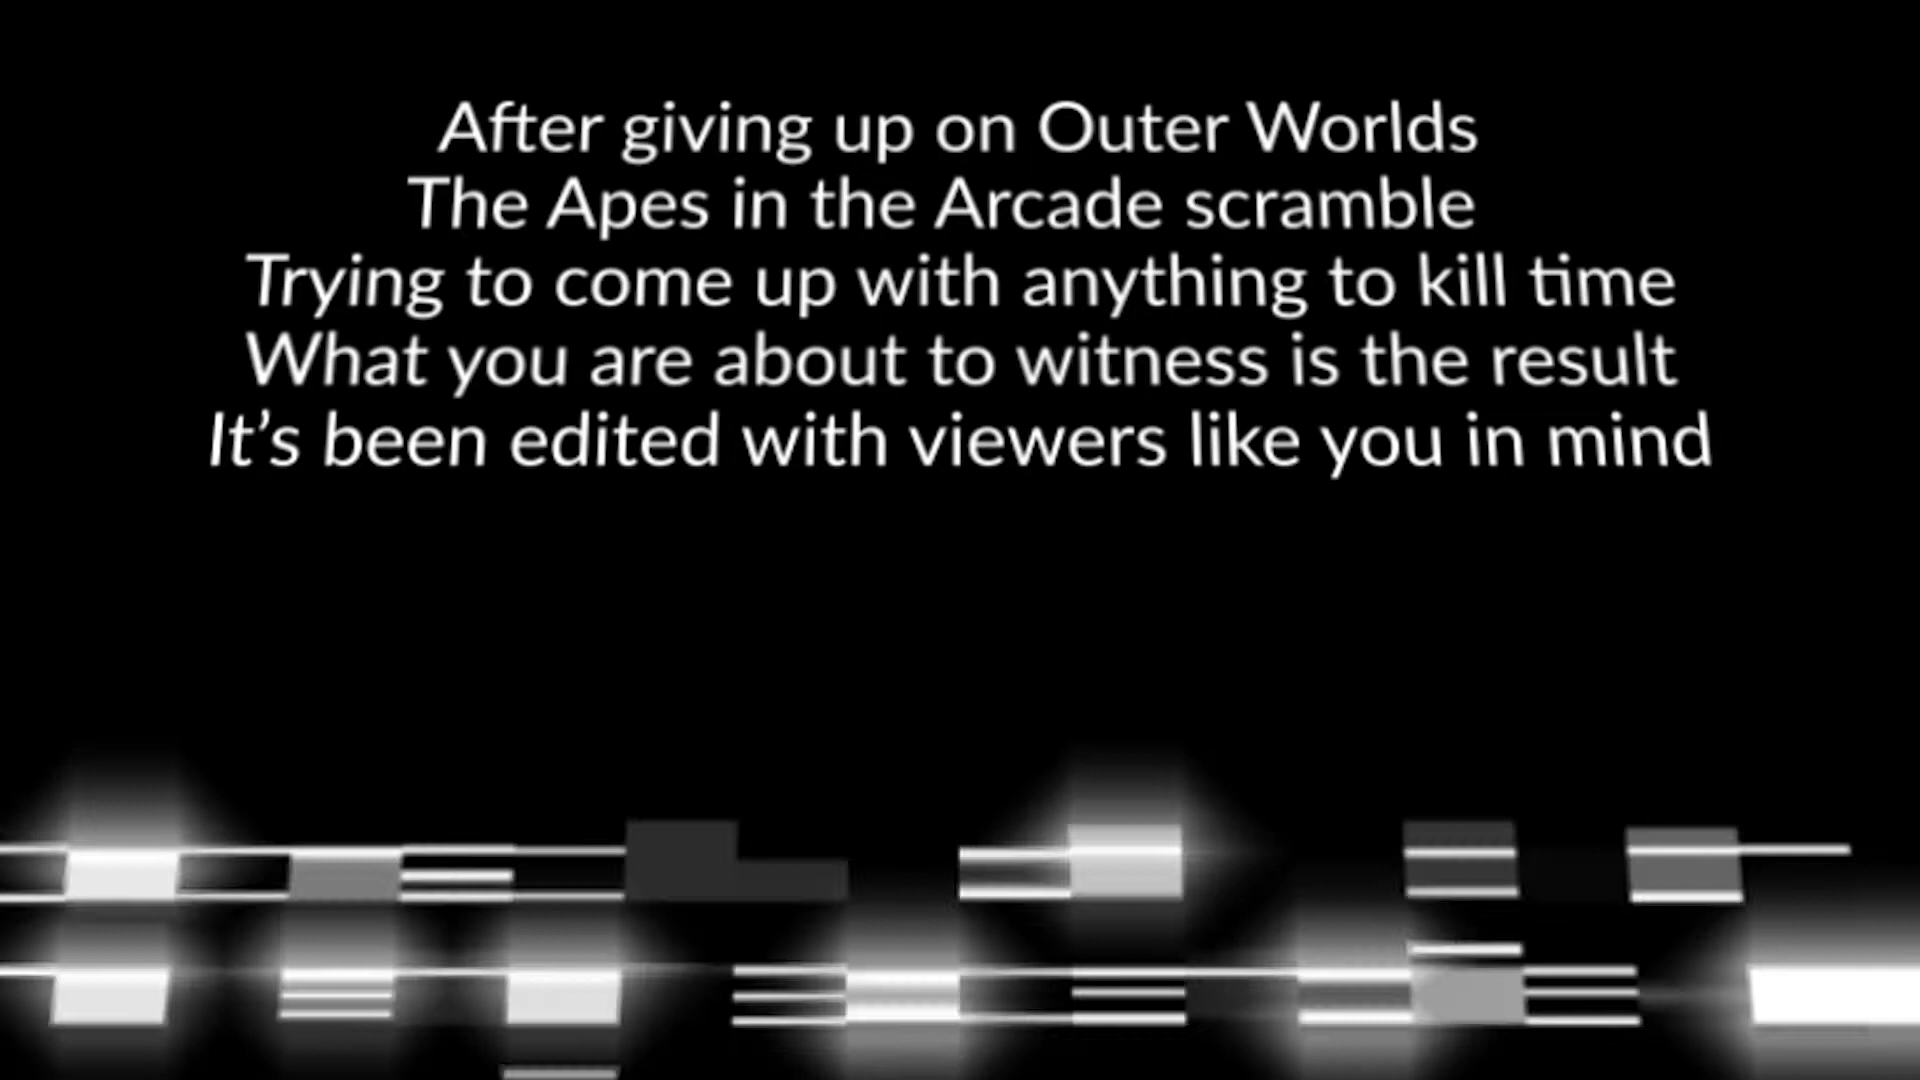 After giving up on Outer Worlds
The Apes in the Arcade scramble
Trying to come up with anything to kill time
What you are about to witness is the result
It’s been edited with viewers like you in mind